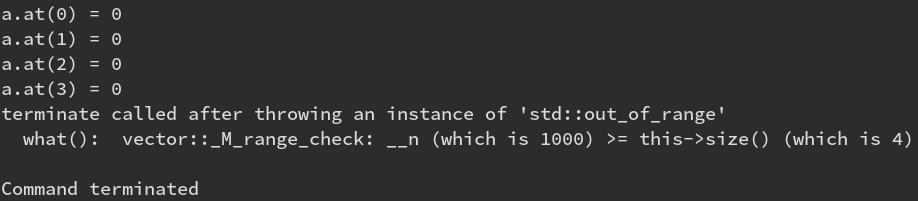 a.at(0) = 0
a.at(1) = 0
a.at(2) = 0
a.at(3) = 0
terminate called after throwing an instance of 'std::out_of_range'
  what():  vector::_M_range_check: __n (which is 1000) >= this->size() (which is 4)

Command terminated